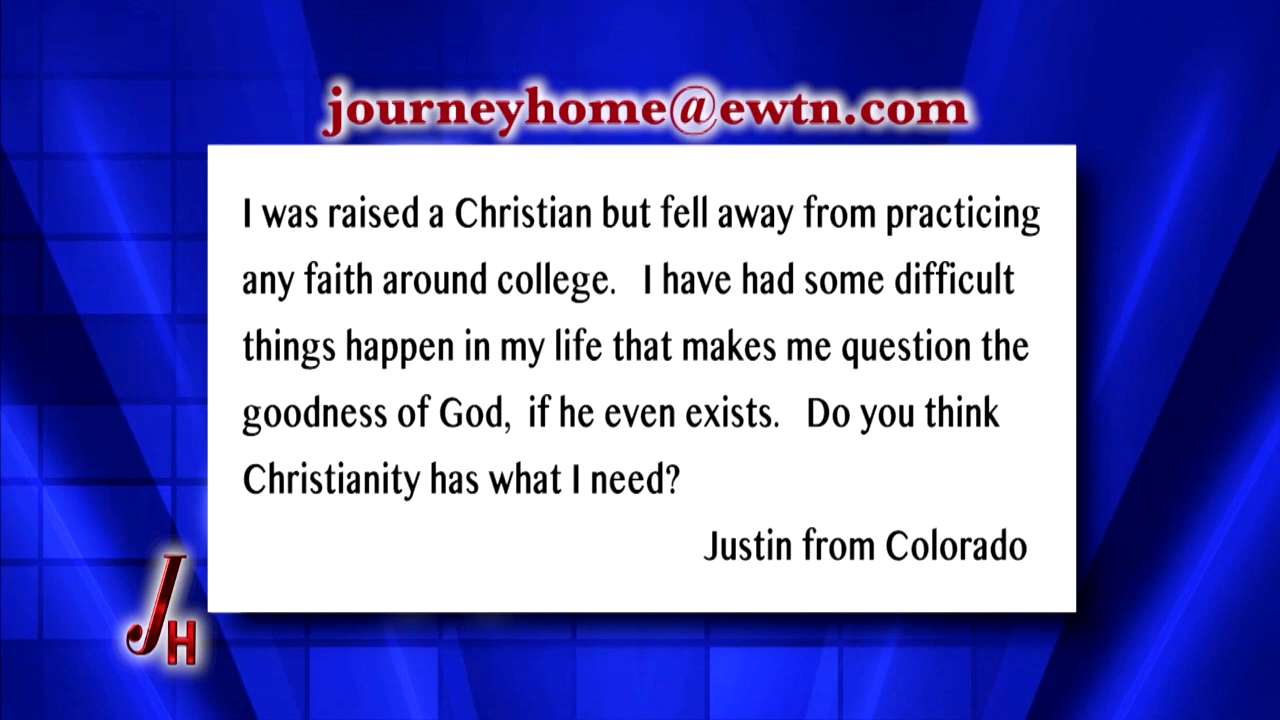 journeyhome@ewtn.com
I was raised a Christian but fell away from practicing
any faith around college. I have had some difficult
things happen in my life that makes me question the
goodness of God, if he even exists. Do you think
Christianity has what I need?
Justin from Colorado
JH